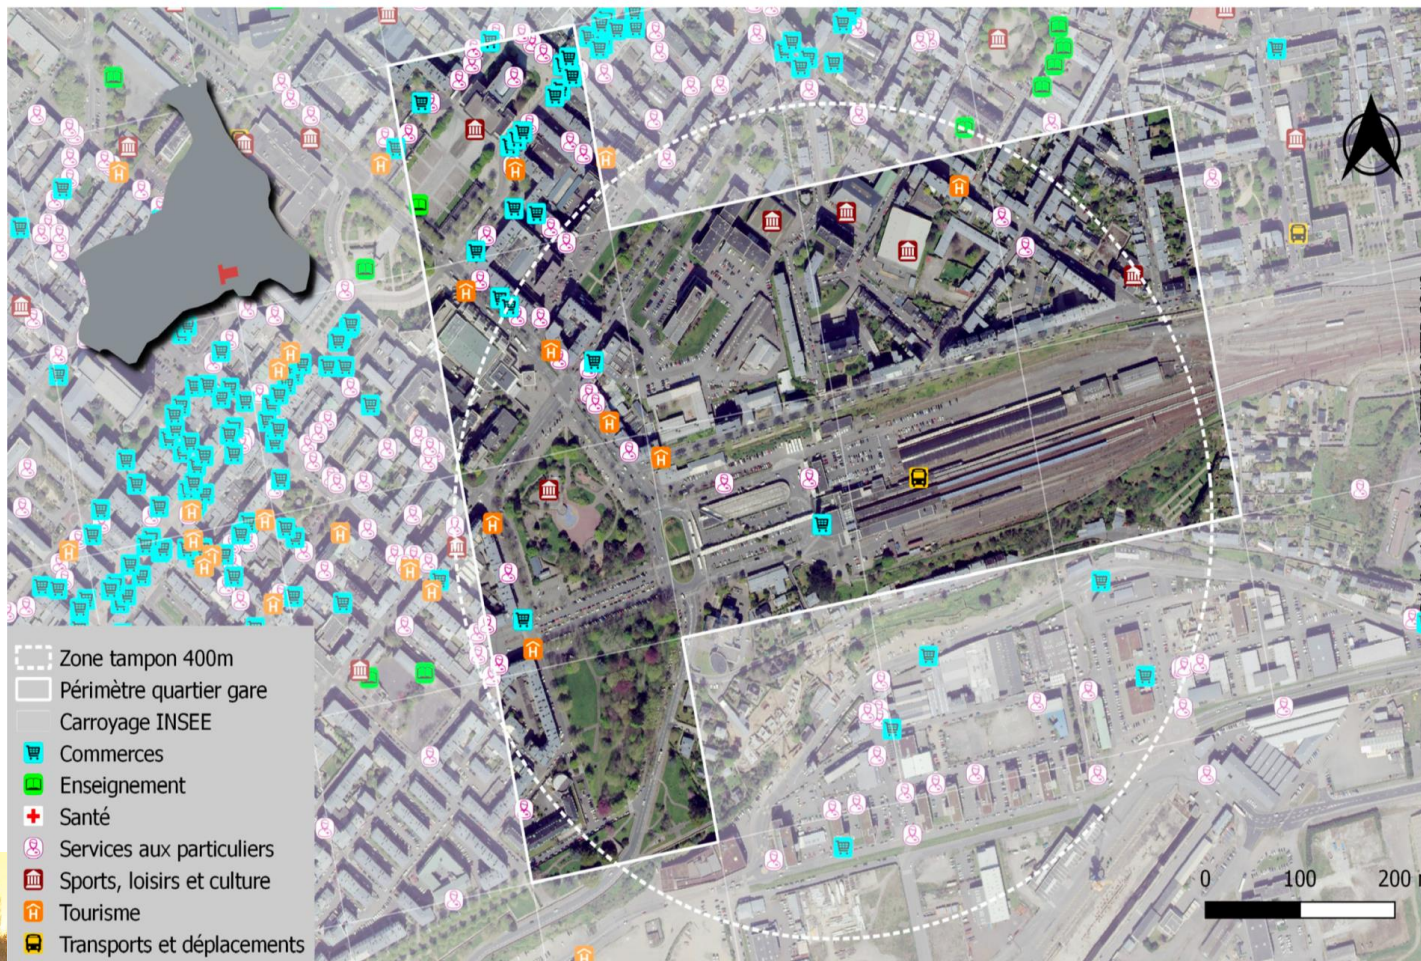 Zone tampon 400m
Périmètre quartier gare
Carroyage INSEE
Commerces
Enseignement
Santé
Services aux particuliers
Sports, loisirs et culture
Tourisme
Transports et déplacements
0 100 200 m